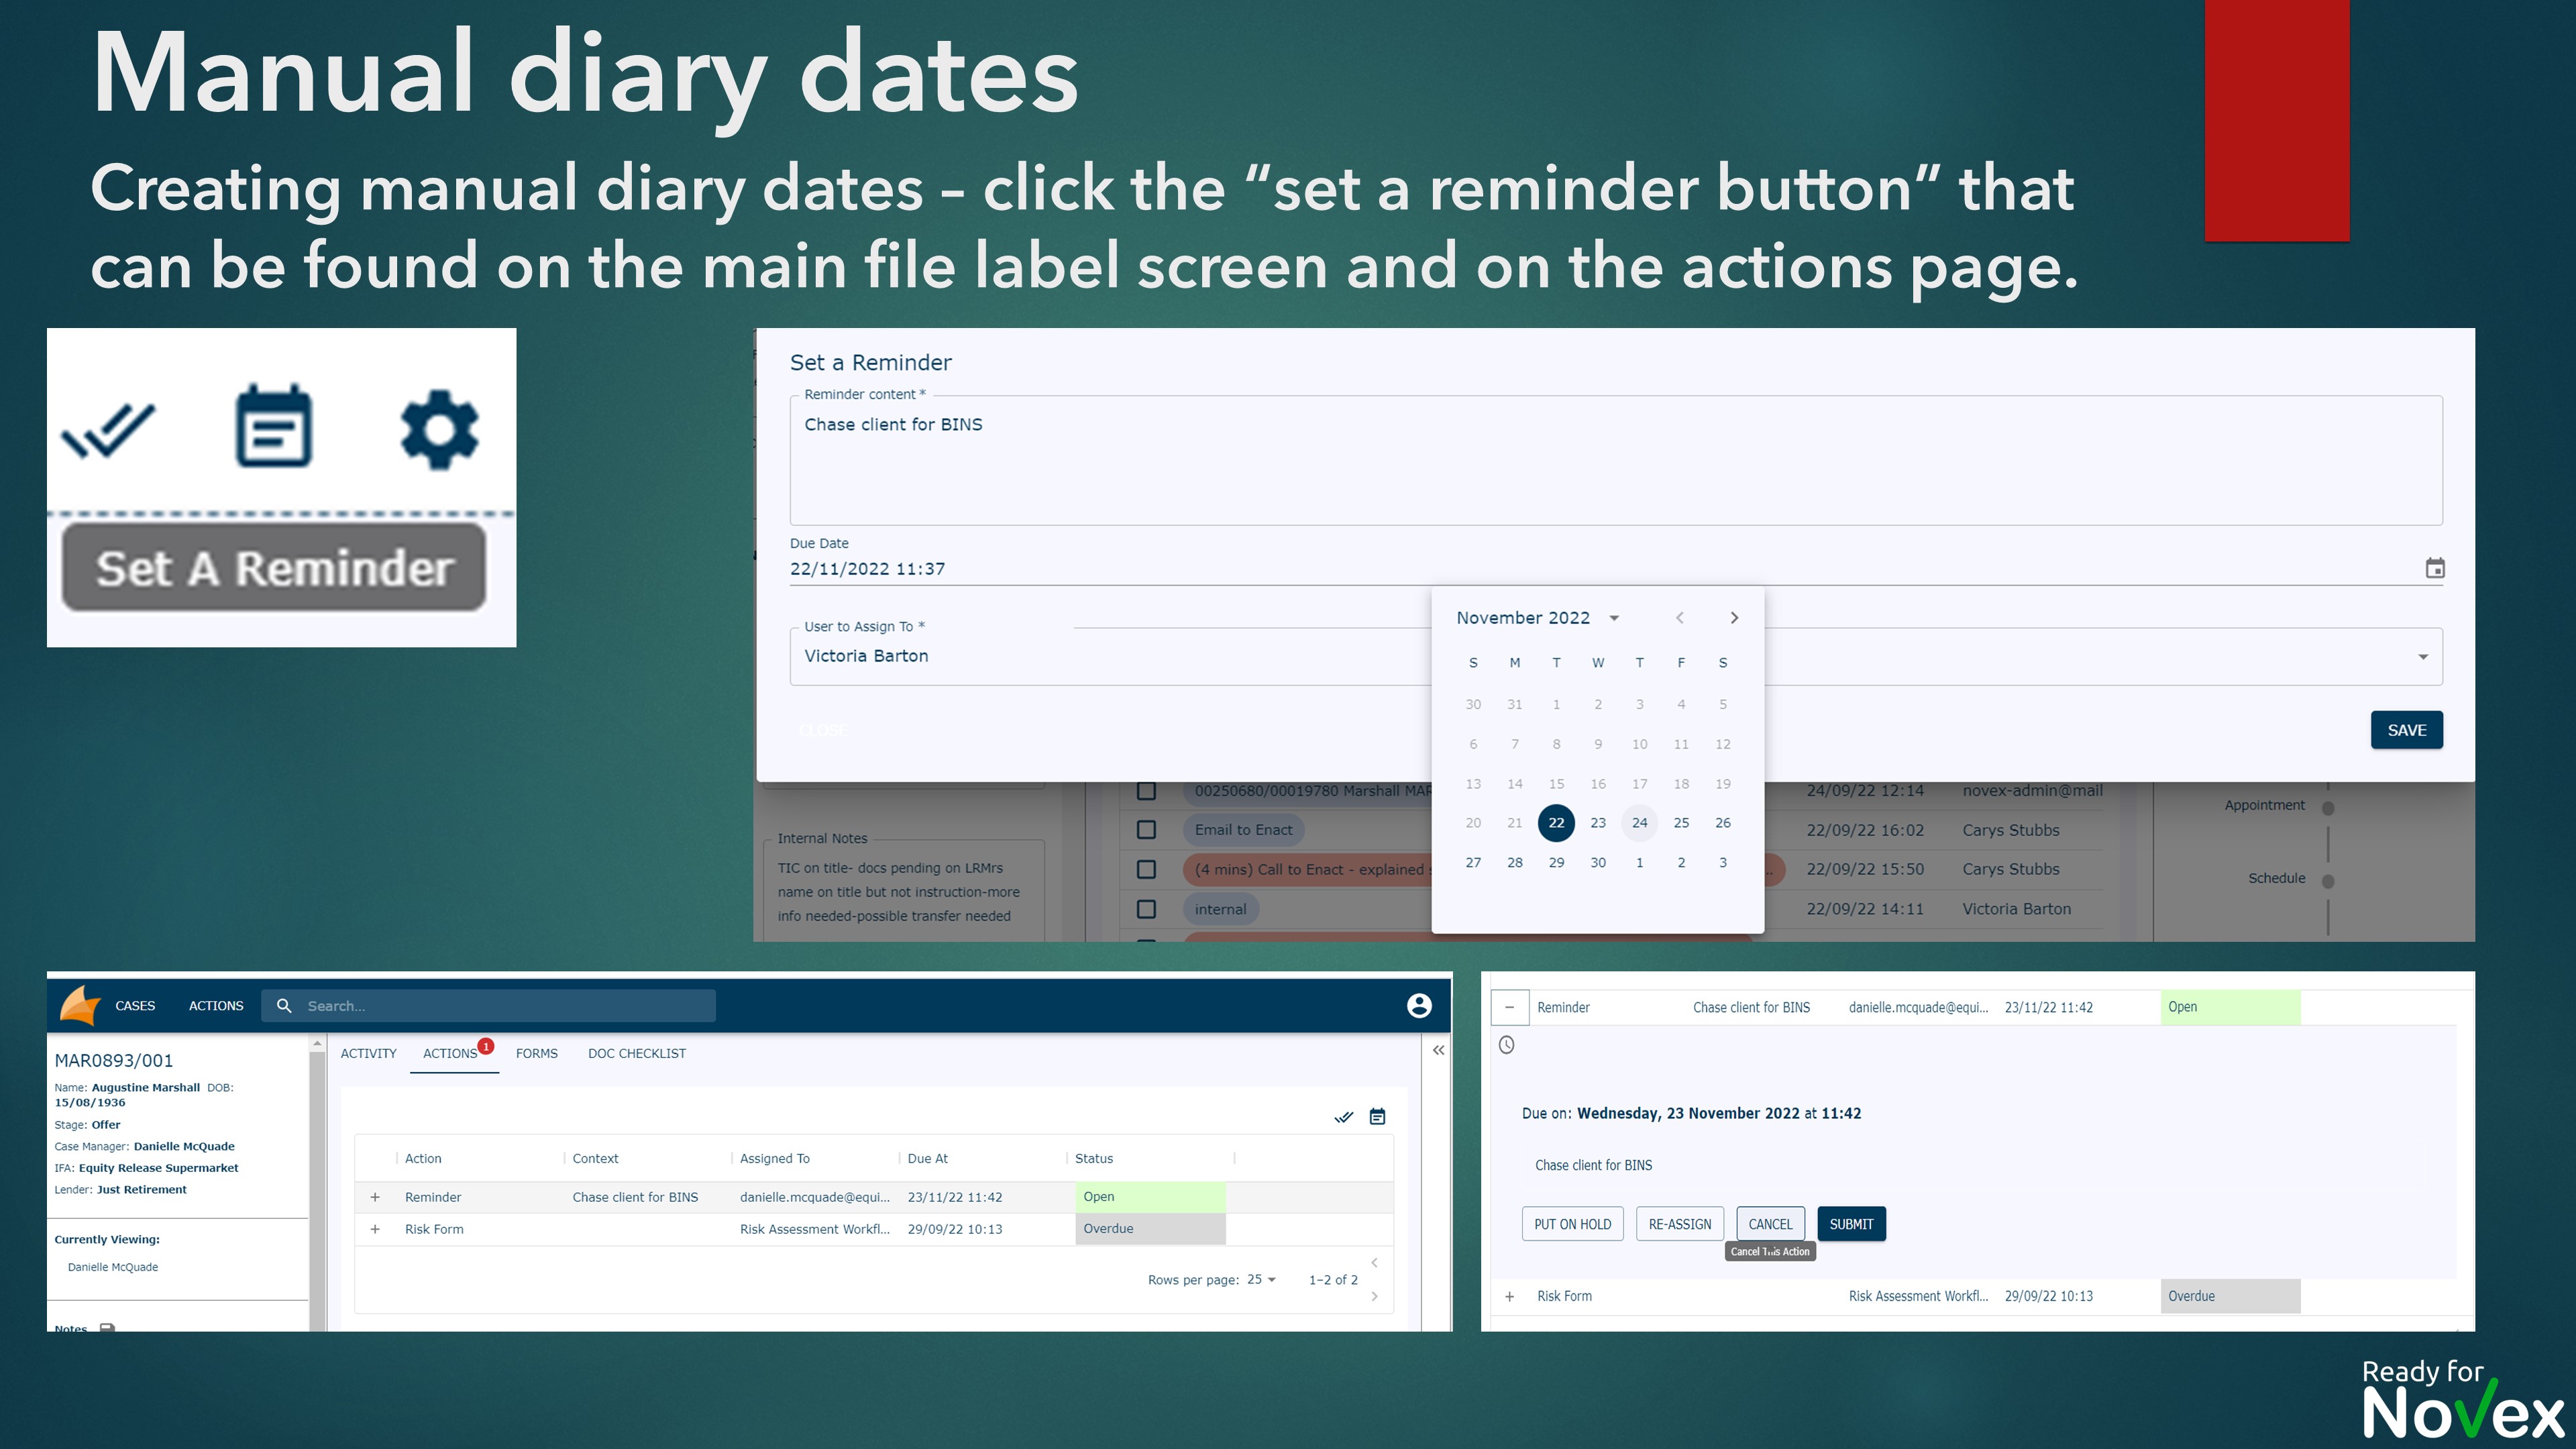 Manual diary dates
Creating manual diary dates – click the “set a reminder button” that
can be found on the main file label screen and on the actions page.
Set A Reminder
Set a Reminder
Reminder content *
Chase client for BINS
Due Date
22/11/2022 11:37
User to Assign To *
Victoria Barton
CLOSE
SAVE
November 2022
S M T W T F S
30 31 1 2 3 4 5
6 7 8 9 10 11 12
13 14 15 16 17 18 19
20 21 22 23 24 25 26
27 28 29 30 1 2 3
00250680/00019780 Marshall MAR 24/09/22 12:14 novex-admin@mail
Email to Enact 22/09/22 16:02 Carys Stubbs
(4 mins) Call to Enact - explained 22/09/22 15:50 Carys Stubbs
internal 22/09/22 14:11 Victoria Barton
Internal Notes
TIC on title- docs pending on LRMrs
name on title but not instruction-more
info needed-possible transfer needed
Appointment
Schedule
CASES ACTIONS Search...
MAR0893/001
Name: Augustine Marshall DOB:
15/08/1936
Stage: Offer
Case Manager: Danielle McQuade
IFA: Equity Release Supermarket
Lender: Just Retirement
Currently Viewing:
Danielle McQuade
Notes
ACTIVITY ACTIONS 1 FORMS DOC CHECKLIST
Action Context Assigned To Due At Status
Reminder Chase client for BINS danielle.mcquade@equi... 23/11/22 11:42 Open
Risk Form Risk Assessment Workfl... 29/09/22 10:13 Overdue
Rows per page: 25 1–2 of 2
Reminder Chase client for BINS danielle.mcquade@equi... 23/11/22 11:42 Open
Due on: Wednesday, 23 November 2022 at 11:42
Chase client for BINS
PUT ON HOLD RE-ASSIGN CANCEL SUBMIT
Cancel This Action
Risk Form Risk Assessment Workfl... 29/09/22 10:13 Overdue
Ready for
Novex